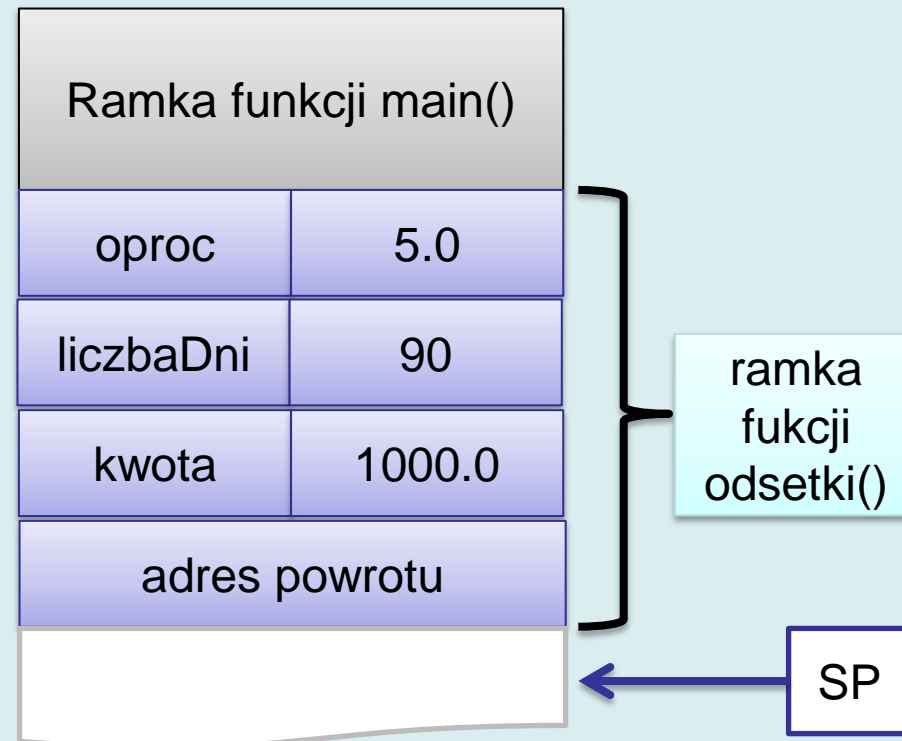 Ramka funkcji main()
oproc 5.0
liczbaDni 90
kwota 1000.0
adres powrotu
ramka
fukcji
odsetki()
SP